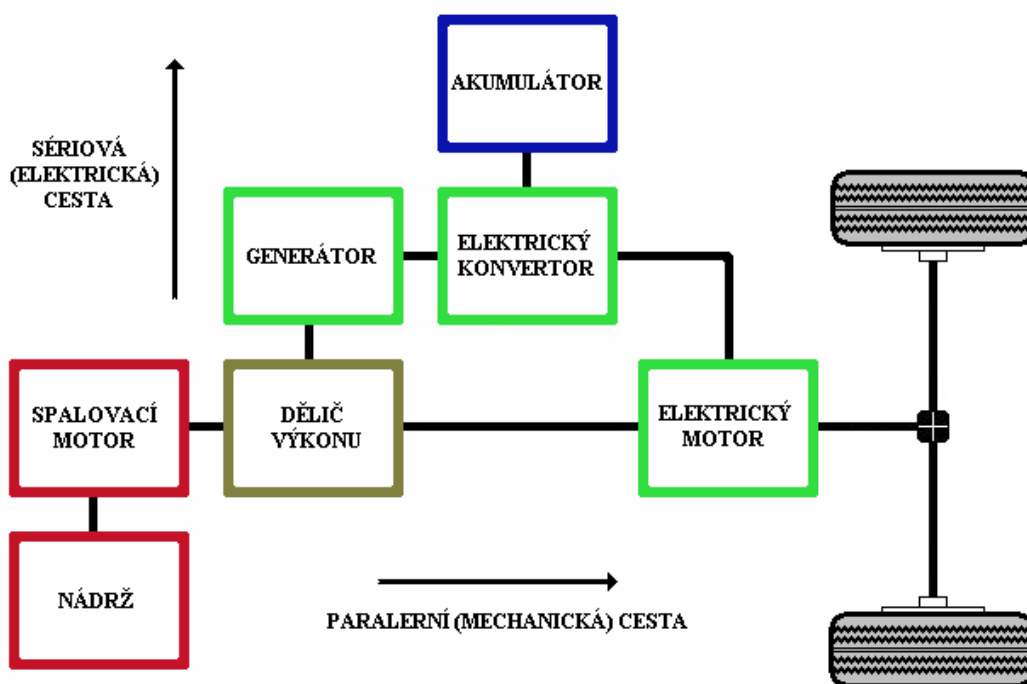 AKUMULÁTOR
SÉRIOVÁ
(ELEKTRICKÁ)
CESTA
GENERÁTOR
ELEKTRICKÝ
KONVERTOR
SPALOVACÍ
MOTOR
DĚLIČ
VÝKONU
ELEKTRICKÝ
MOTOR
NÁDRŽ
PARALERNÍ (MECHANICKÁ) CESTA